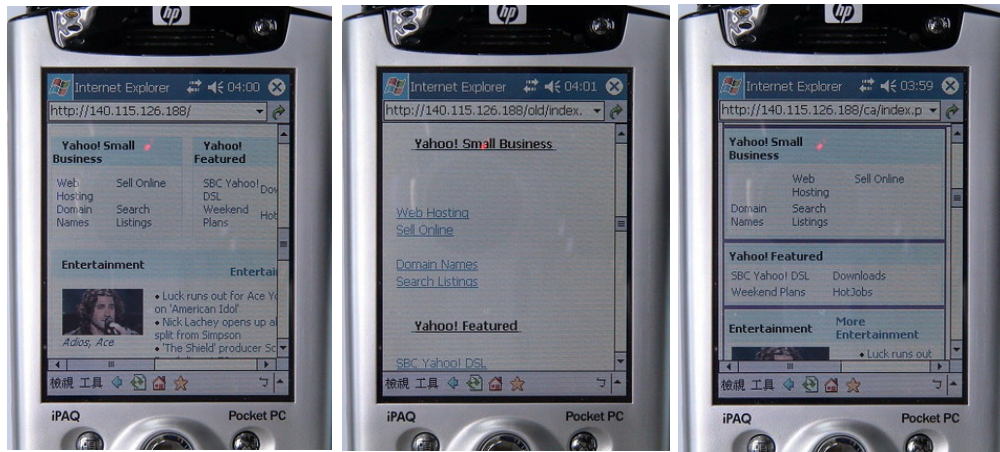 hp
Internet Explorer 04:00
http://140.115.126.188/
Yahoo! Small Business
Yahoo! Featured
Web Hosting
Sell Online
SBC Yahoo! DSL
Dow
Domain Names
Search Listings
Weekend Plans
Hot
Entertainment
Entertai
• Luck runs out for Ace Yo
on 'American Idol'
• Nick Lachey opens up al
split from Simpson
• 'The Shield' producer Sc
Adios, Ace
檢視 工具
iPAQ Pocket PC
hp
Internet Explorer 04:01
http://140.115.126.188/old/index.
Yahoo! Small Business
Web Hosting
Sell Online
Domain Names
Search Listings
Yahoo! Featured
SBC Yahoo! DSL
檢視 工具
iPAQ Pocket PC
hp
Internet Explorer 03:59
http://140.115.126.188/ca/index.p
Yahoo! Small
Business
Web Hosting
Sell Online
Domain Names
Search Listings
Yahoo! Featured
SBC Yahoo! DSL Downloads
Weekend Plans HotJobs
Entertainment
More Entertainment
• Luck runs out
檢視 工具
iPAQ Pocket PC